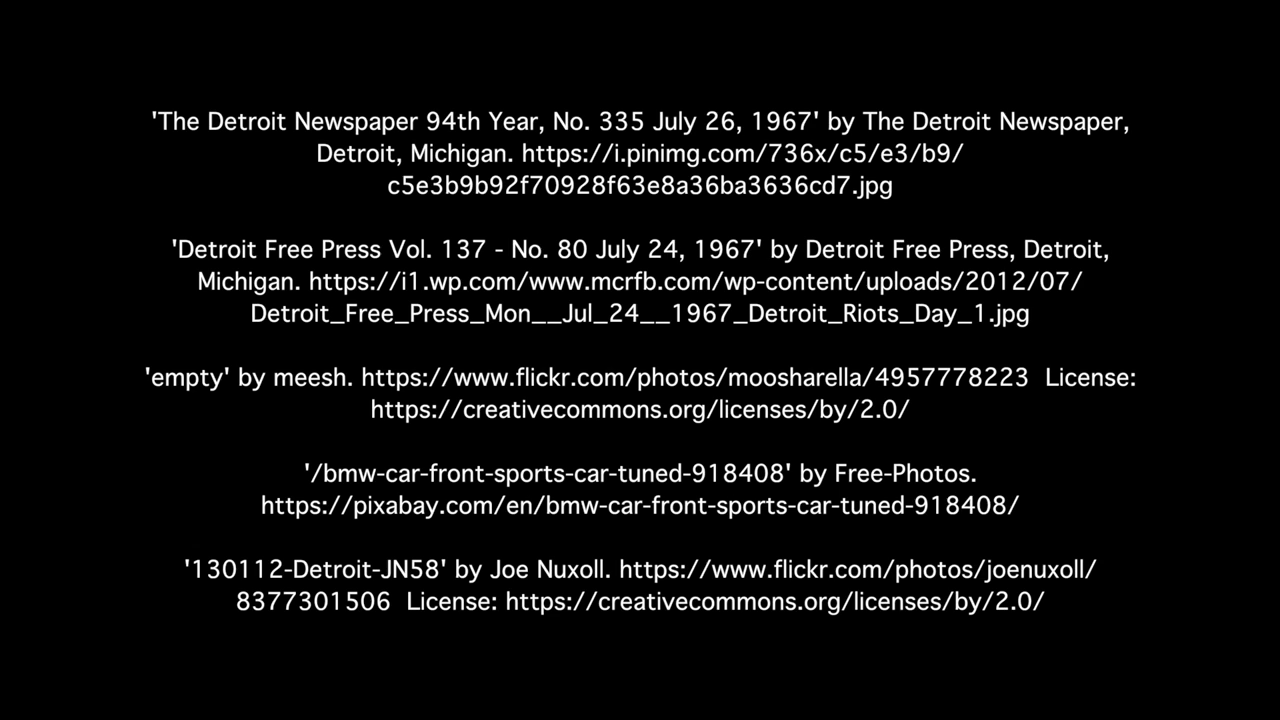 'The Detroit Newspaper 94th Year, No. 335 July 26, 1967' by The Detroit Newspaper,
Detroit, Michigan. https://i.pinimg.com/736x/c5/e3/b9/
c5e3b9b92f70928f63e8a36ba3636cd7.jpg
'Detroit Free Press Vol. 137 - No. 80 July 24, 1967' by Detroit Free Press, Detroit,
Michigan. https://i1.wp.com/www.mcrfb.com/wp-content/uploads/2012/07/
Detroit_Free_Press_Mon__Jul_24__1967_Detroit_Riots_Day_1.jpg
'empty' by meesh. https://www.flickr.com/photos/moosharella/4957778223  License:
https://creativecommons.org/licenses/by/2.0/
'/bmw-car-front-sports-car-tuned-918408' by Free-Photos.
https://pixabay.com/en/bmw-car-front-sports-car-tuned-918408/
'130112-Detroit-JN58' by Joe Nuxoll. https://www.flickr.com/photos/joenuxoll/
8377301506  License: https://creativecommons.org/licenses/by/2.0/